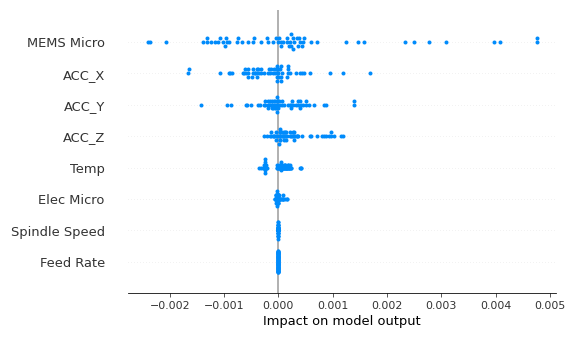 MEMS Micro
ACC_X
ACC_Y
ACC_Z
Temp
Elec Micro
Spindle Speed
Feed Rate
−0.002 −0.001 0.000 0.001 0.002 0.003 0.004 0.005
Impact on model output